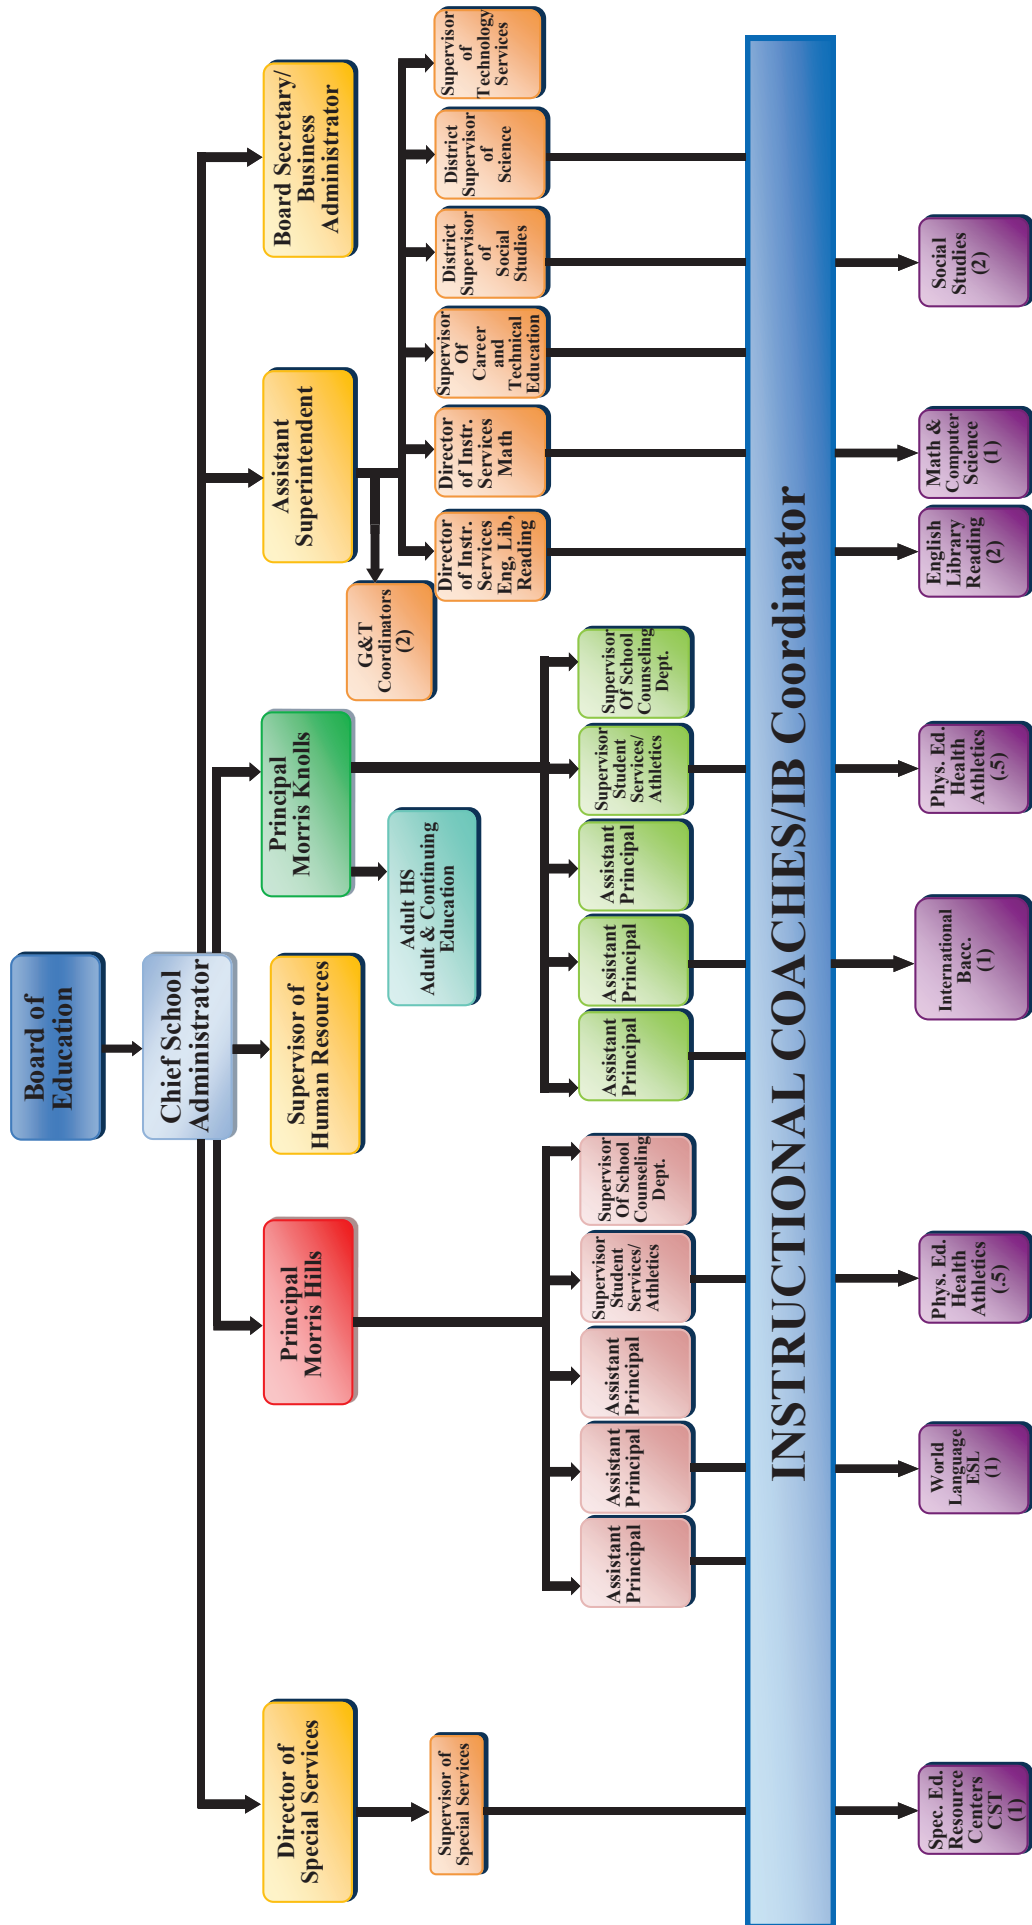 Board of
Education
Chief School
Administrator
Director of
Special Services
Principal
Morris Hills
Supervisor of
Human Resources
Principal
Morris Knolls
Assistant
Superintendent
Board Secretary/
Business
Administrator
Adult HS
Adult & Continuing
Education
G&T
Coordinators
(2)
Supervisor of
Special Services
Director
of Instr.
Services
Eng, Lib,
Reading
Director
of Instr.
Services
Math
Supervisor
Of
Career
and
Technical
Education
District
Supervisor
of
Social
Studies
District
Supervisor
of
Science
Supervisor
of
Technology
Services
Assistant
Principal
Assistant
Principal
Assistant
Principal
Supervisor
Student
Services/
Athletics
Supervisor
Of School
Counseling
Dept.
Assistant
Principal
Assistant
Principal
Assistant
Principal
Supervisor
Student
Services/
Athletics
Supervisor
Of School
Counseling
Dept.
INSTRUCTIONAL COACHES/IB Coordinator
Spec. Ed.
Resource
Centers
CST
(1)
World
Language
ESL
(1)
Phys. Ed.
Health
Athletics
(.5)
International
Bacc.
(1)
Phys. Ed.
Health
Athletics
(.5)
English
Library
Reading
(2)
Math &
Computer
Science
(1)
Social
Studies
(2)